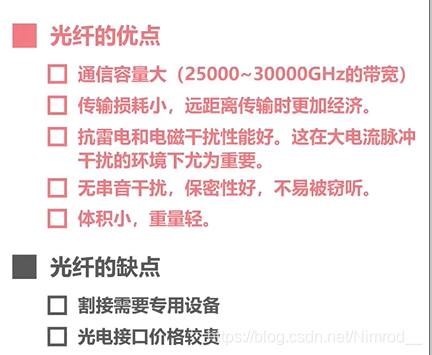 光纤的优点
通信容量大（25000~30000GHz的带宽）
传输损耗小，远距离传输时更加经济。
抗雷电和电磁干扰性能好。这在大电流脉冲
干扰的环境下尤为重要。
无串音干扰，保密性好，不易被窃听。
体积小，重量轻。
光纤的缺点
割接需要专用设备
光电接口价格较贵
https://blog.csdn.net/Nimrod__